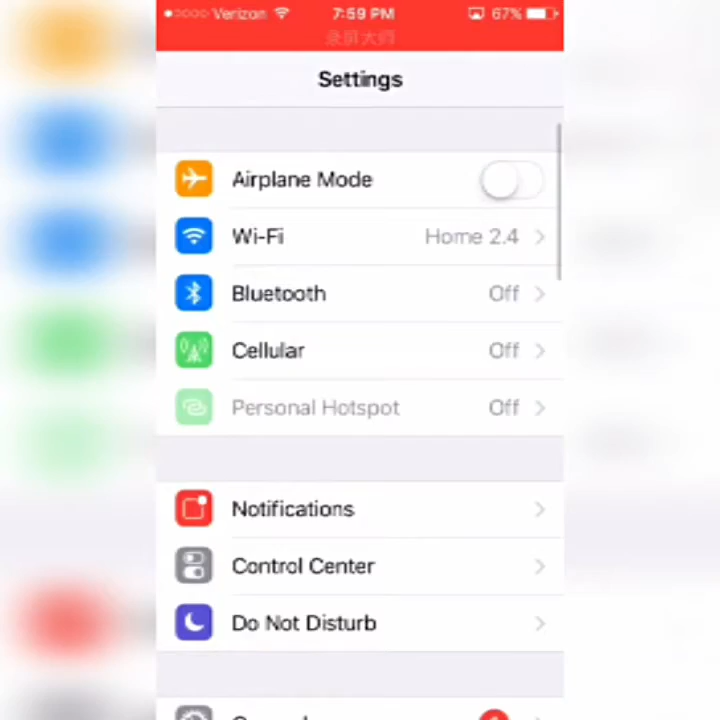 Verizon 7:59 PM 67%
录屏大师
Settings
Airplane Mode
Wi-Fi Home 2.4
Bluetooth Off
Cellular Off
Personal Hotspot Off
Notifications
Control Center
Do Not Disturb